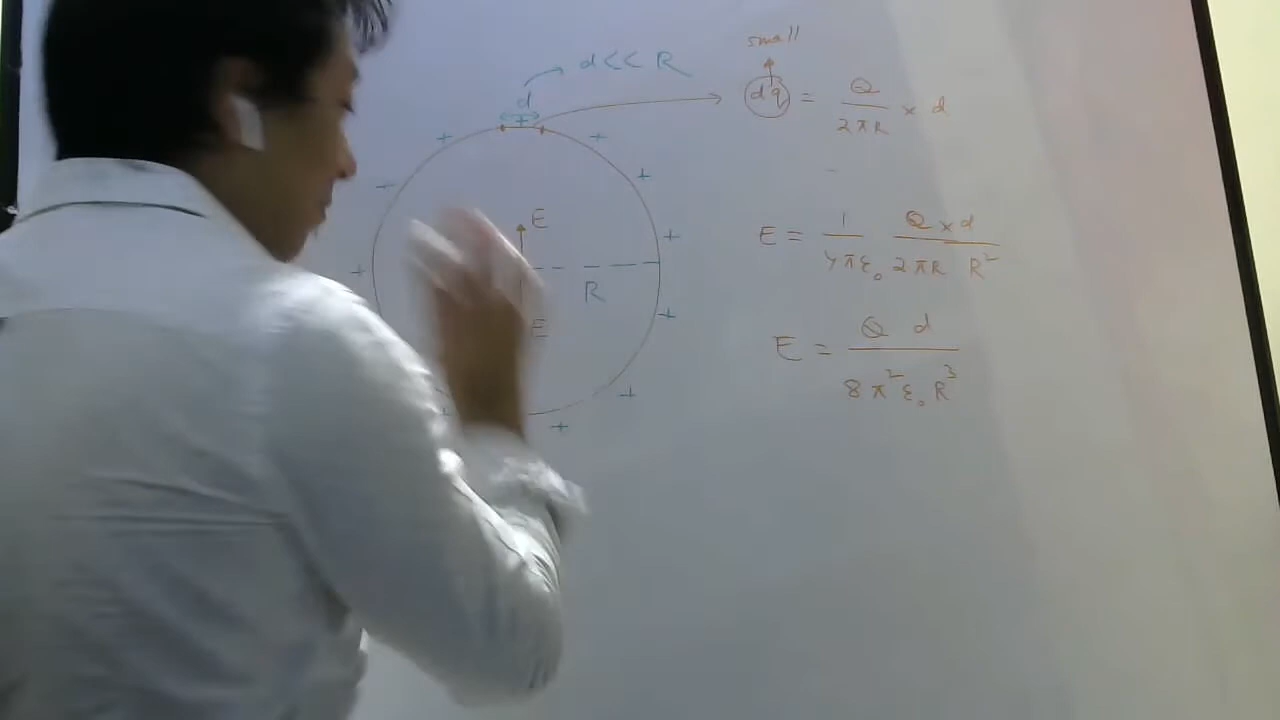 small
d << R
d
dq = Q / 2πR × d
+ + + + + + + + + + +
E
R
E
E = 1 / 4πε₀ Q × d / 2πR R²
E = Q d / 8π²ε₀R³